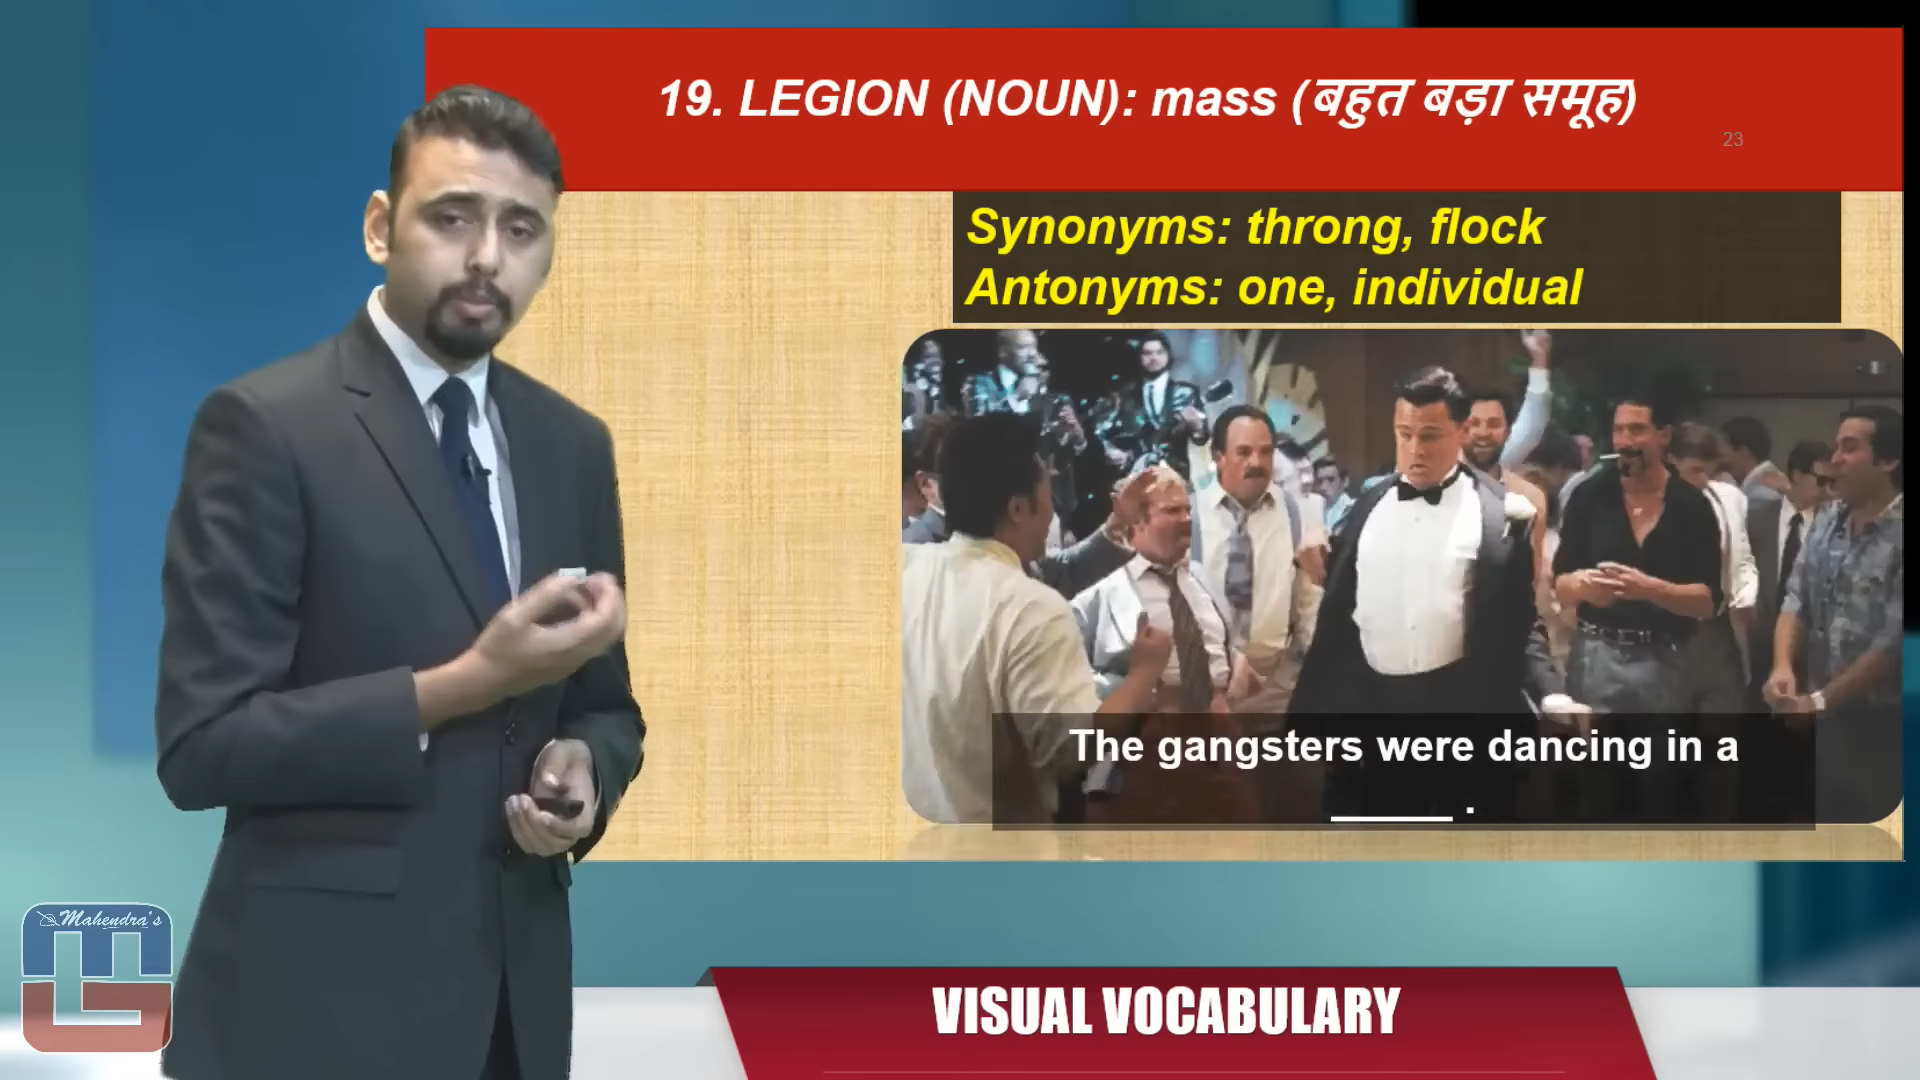 19. LEGION (NOUN): mass (बहुत बड़ा समूह)
23
Synonyms: throng, flock
Antonyms: one, individual
The gangsters were dancing in a
______ .
Mahendra's
VISUAL VOCABULARY